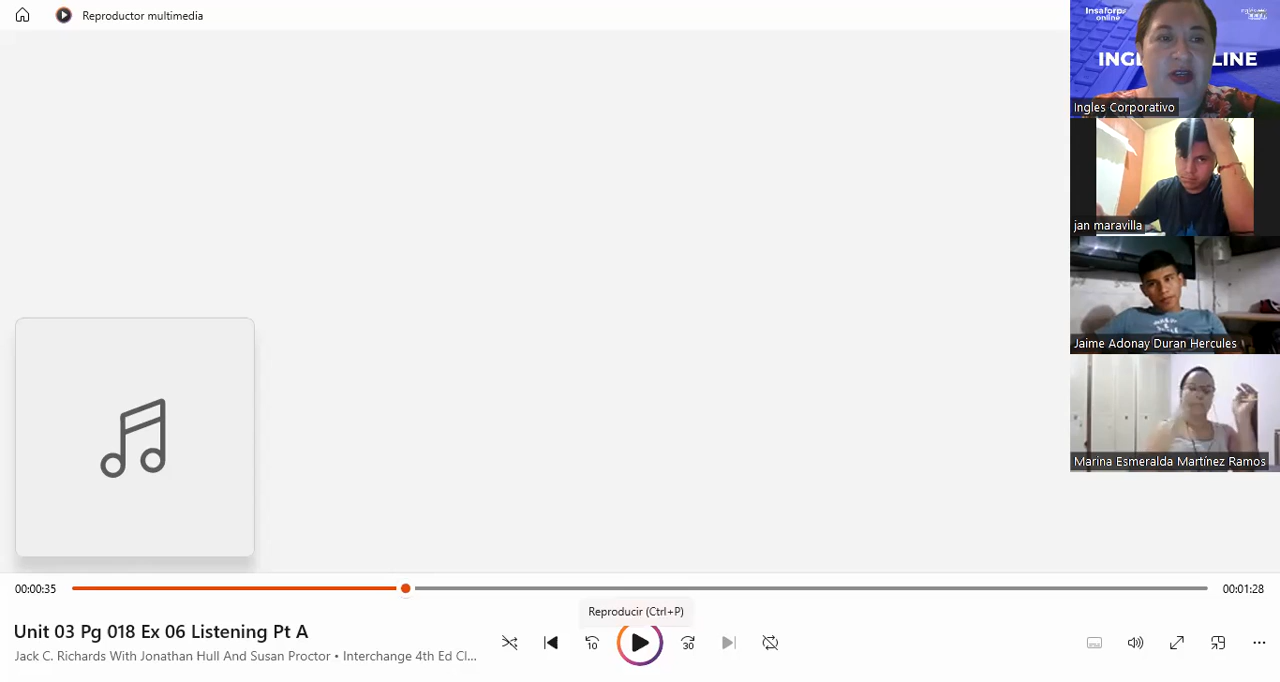 Reproductor multimedia
Insaforp
online
INGL
LINE
Ingles Corporativo
jan maravilla
Jaime Adonay Duran Hercules
Marina Esmeralda Martínez Ramos
00:00:35
00:01:28
Reproducir (Ctrl+P)
Unit 03 Pg 018 Ex 06 Listening Pt A
Jack C. Richards With Jonathan Hull And Susan Proctor • Interchange 4th Ed Cl...
10
30